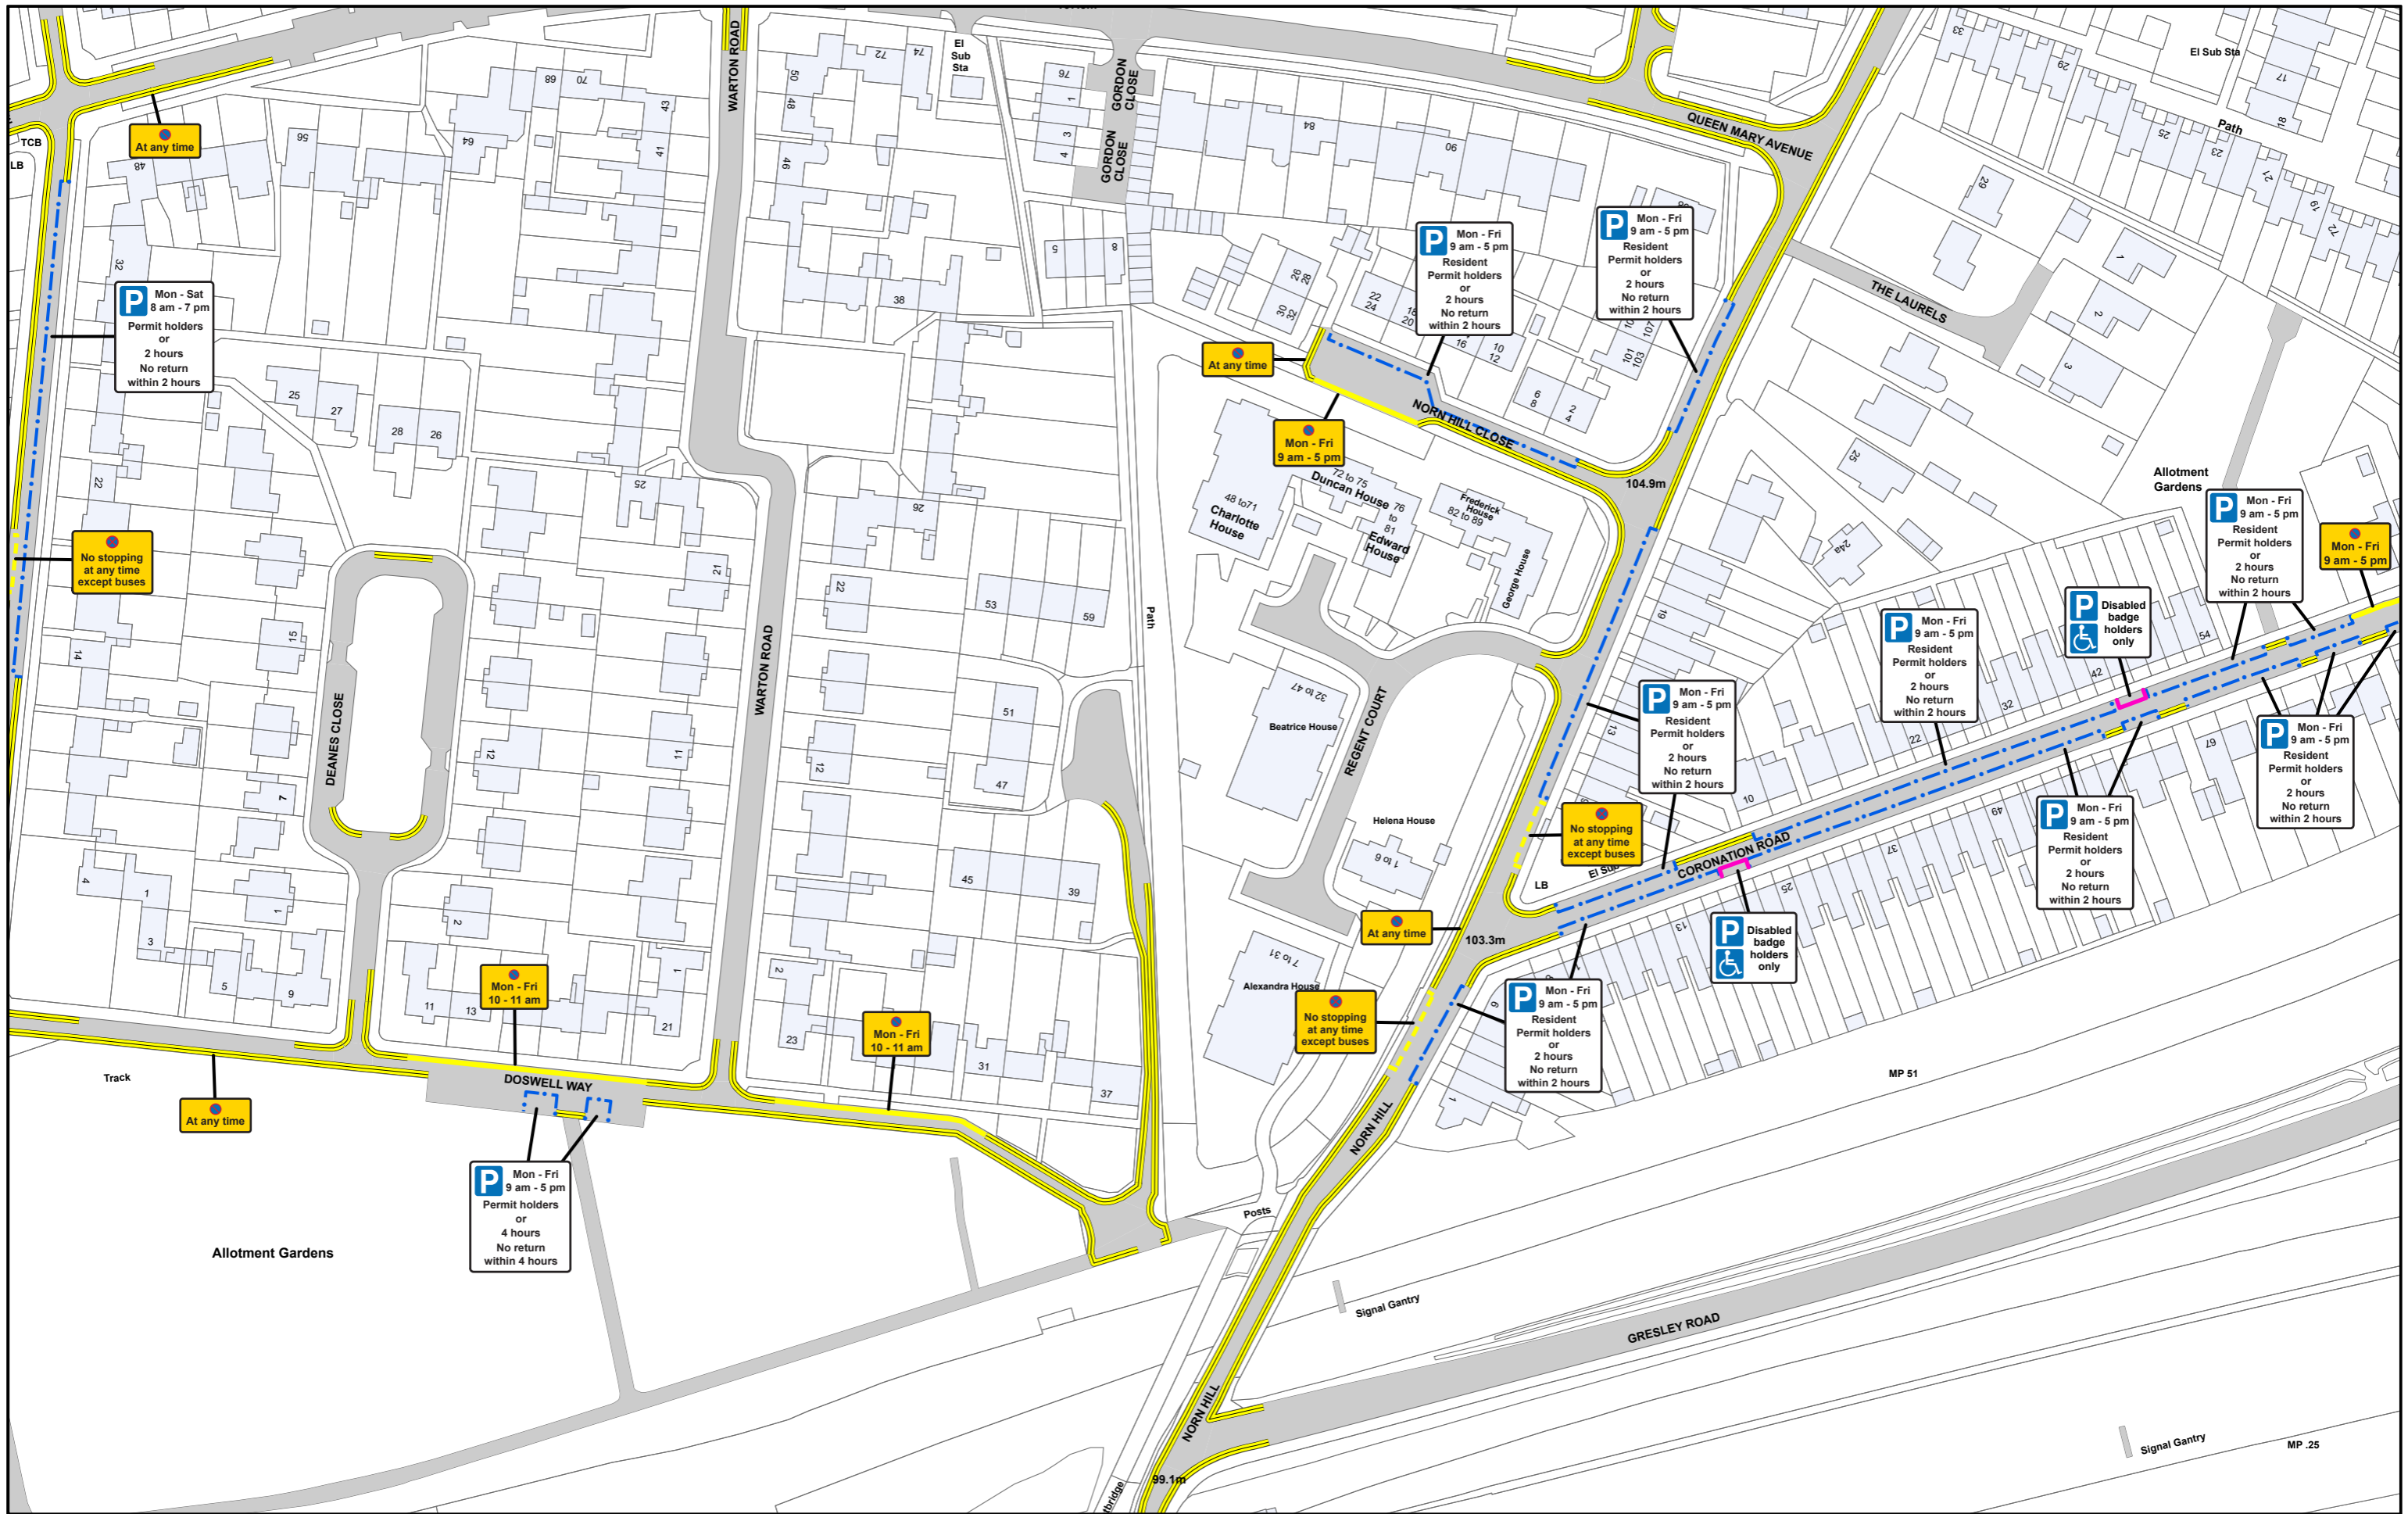 WARTON ROAD
50
48
72
74
El
Sub
Sta
76
1
3
4
GORDON
CLOSE
GORDON
CLOSE
84
90
QUEEN MARY AVENUE
33
29
El Sub Sta
17
18
Path
25
23
21
19
72
TCB
LB
At any time
48
56
64
68
70
43
41
46
32
5
8
38
29
THE LAURELS
1
2
3
P Mon - Sat
8 am - 7 pm
Permit holders
or
2 hours
No return
within 2 hours
26
28
30
32
22
24
P Mon - Fri
9 am - 5 pm
Resident
Permit holders
or
2 hours
No return
within 2 hours
P Mon - Fri
9 am - 5 pm
Resident
Permit holders
or
2 hours
No return
within 2 hours
16
10
12
101
103
107
6
8
2
4
At any time
Mon - Fri
9 am - 5 pm
NORN HILL CLOSE
25
27
28
26
25
26
22
No stopping
at any time
except buses
48 to71
Charlotte
House
72 to 75
Duncan House
76
to
81
Edward
House
Frederick
House
82 to 89
George House
104.9m
25
24a
Allotment
Gardens
P Mon - Fri
9 am - 5 pm
Resident
Permit holders
or
2 hours
No return
within 2 hours
Mon - Fri
9 am - 5 pm
14
15
21
22
53
59
Path
19
13
DEANES CLOSE
WARTON ROAD
12
11
12
51
47
32 to 47
Beatrice House
REGENT COURT
P Mon - Fri
9 am - 5 pm
Resident
Permit holders
or
2 hours
No return
within 2 hours
P Mon - Fri
9 am - 5 pm
Resident
Permit holders
or
2 hours
No return
within 2 hours
P Disabled
badge
holders
only
54
42
32
22
10
67
49
37
25
13
P Mon - Fri
9 am - 5 pm
Resident
Permit holders
or
2 hours
No return
within 2 hours
P Mon - Fri
9 am - 5 pm
Resident
Permit holders
or
2 hours
No return
within 2 hours
7
Helena House
1 to 6
No stopping
at any time
except buses
El Sub
LB
CORONATION ROAD
P Disabled
badge
holders
only
4
1
3
1
2
45
39
At any time
103.3m
7 to 31
Alexandra House
No stopping
at any time
except buses
P Mon - Fri
9 am - 5 pm
Resident
Permit holders
or
2 hours
No return
within 2 hours
6
1
5
9
11
13
1
21
2
23
31
37
Mon - Fri
10 - 11 am
Mon - Fri
10 - 11 am
Track
DOSWELL WAY
At any time
P Mon - Fri
9 am - 5 pm
Permit holders
or
4 hours
No return
within 4 hours
NORN HILL
MP 51
Allotment Gardens
Posts
Signal Gantry
GRESLEY ROAD
NORN HILL
Signal Gantry
MP .25
99.1m
tbridge